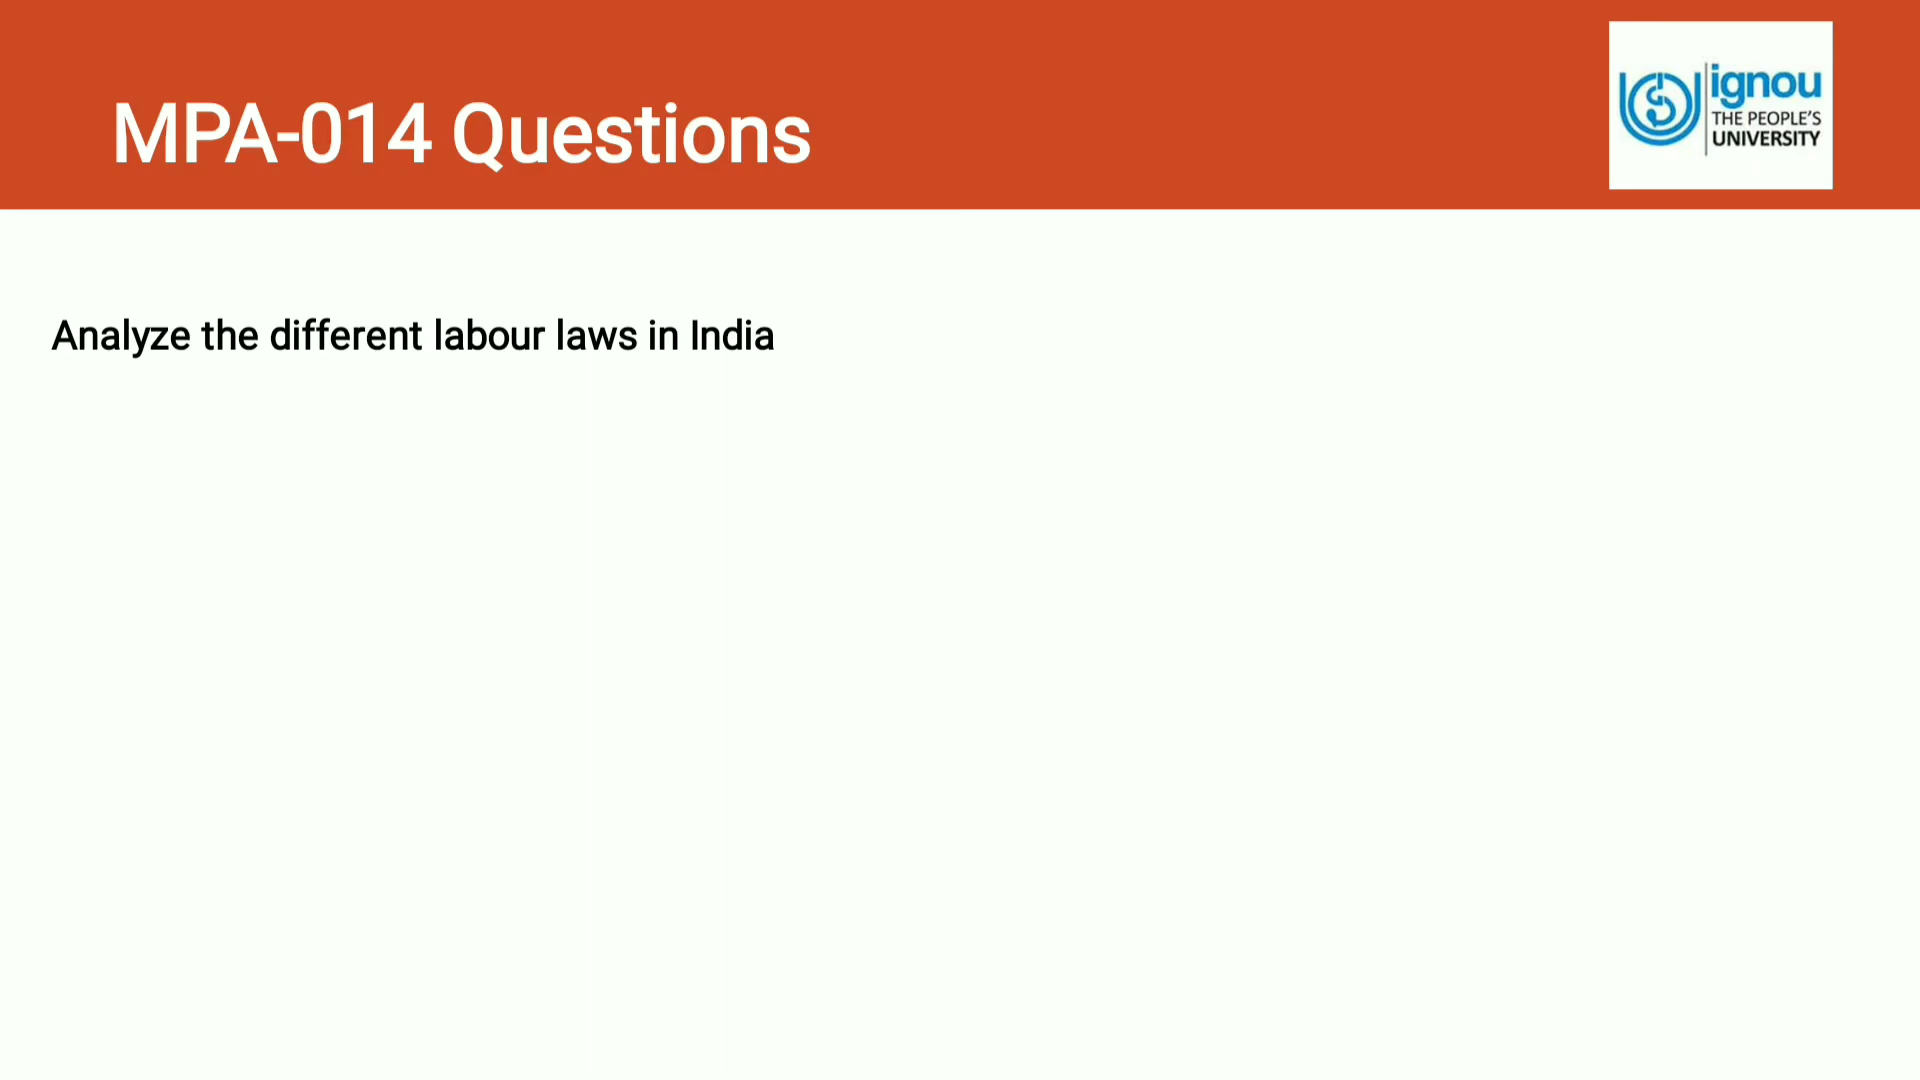 MPA-014 Questions
ignou
THE PEOPLE'S
UNIVERSITY
Analyze the different labour laws in India